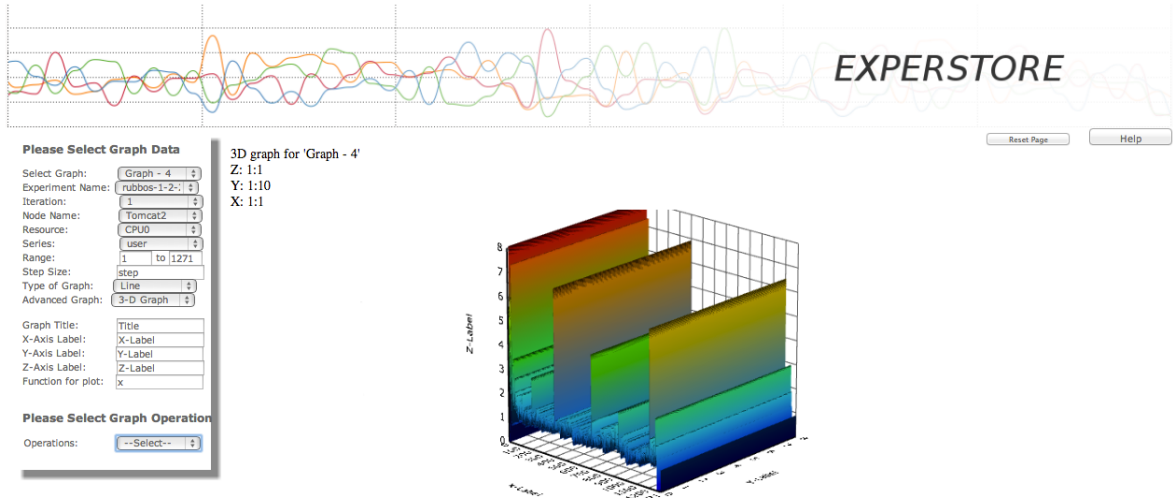 EXPERSTORE
Reset Page
Help
Please Select Graph Data
Select Graph: Graph - 4
Experiment Name: rubbos-1-2-
Iteration: 1
Node Name: Tomcat2
Resource: CPU0
Series: user
Range: 1 to 1271
Step Size: step
Type of Graph: Line
Advanced Graph: 3-D Graph
Graph Title: Title
X-Axis Label: X-Label
Y-Axis Label: Y-Label
Z-Axis Label: Z-Label
Function for plot: x
Please Select Graph Operation
Operations: --Select--
3D graph for 'Graph - 4'
Z: 1:1
Y: 1:10
X: 1:1
8
7
6
5
4
3
2
1
0
Z-Label
X-Label
Y-Label